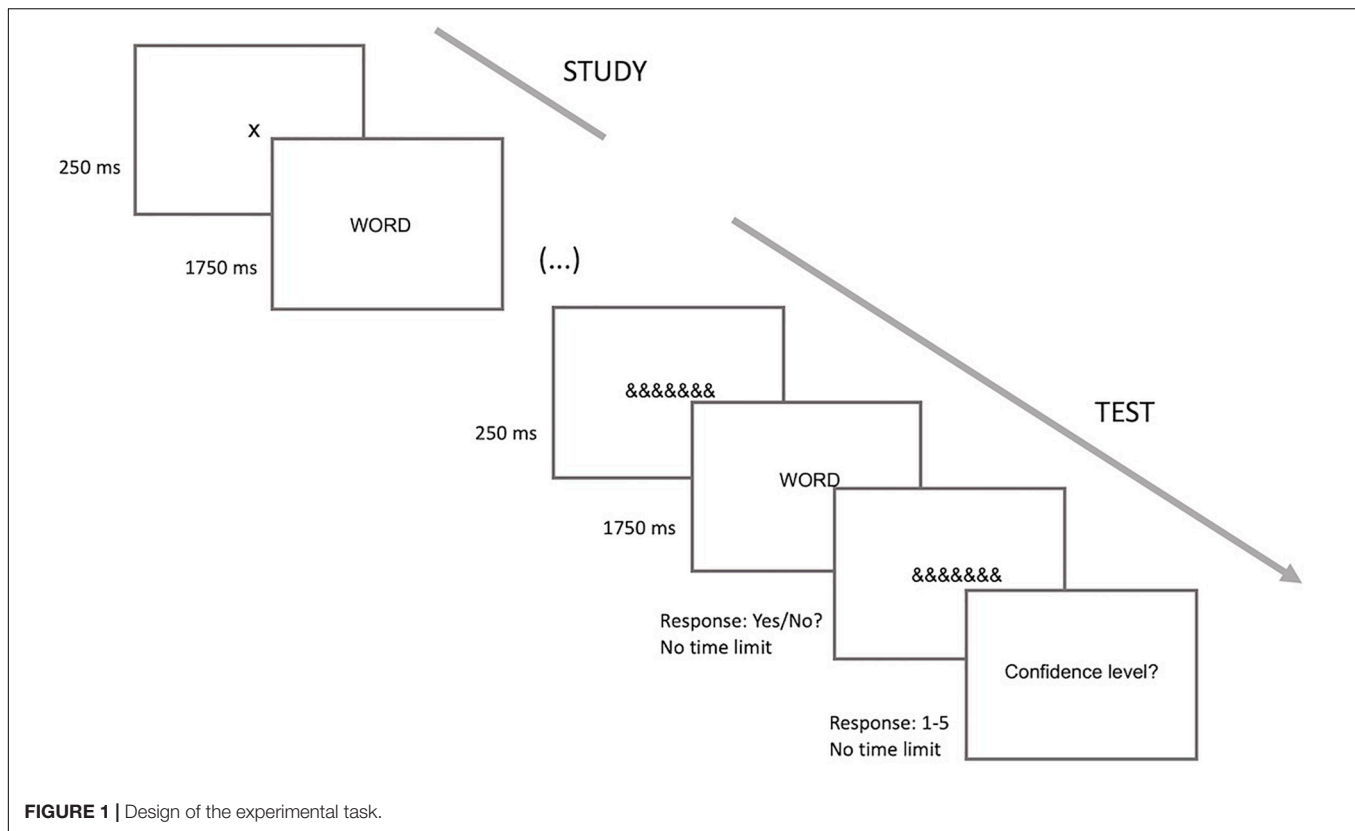 STUDY
X
250 ms
WORD
1750 ms
(...)
&&&&&&&
250 ms
TEST
WORD
1750 ms
&&&&&&&
Response: Yes/No?
No time limit
Confidence level?
Response: 1-5
No time limit
FIGURE 1 | Design of the experimental task.